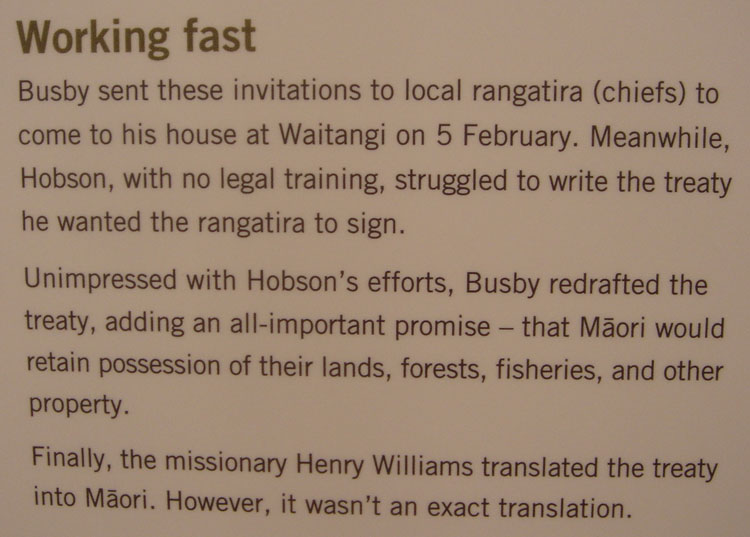 Working fast
Busby sent these invitations to local rangatira (chiefs) to
come to his house at Waitangi on 5 February. Meanwhile,
Hobson, with no legal training, struggled to write the treaty
he wanted the rangatira to sign.
Unimpressed with Hobson's efforts, Busby redrafted the
treaty, adding an all-important promise – that Māori would
retain possession of their lands, forests, fisheries, and other
property.
Finally, the missionary Henry Williams translated the treaty
into Māori. However, it wasn't an exact translation.